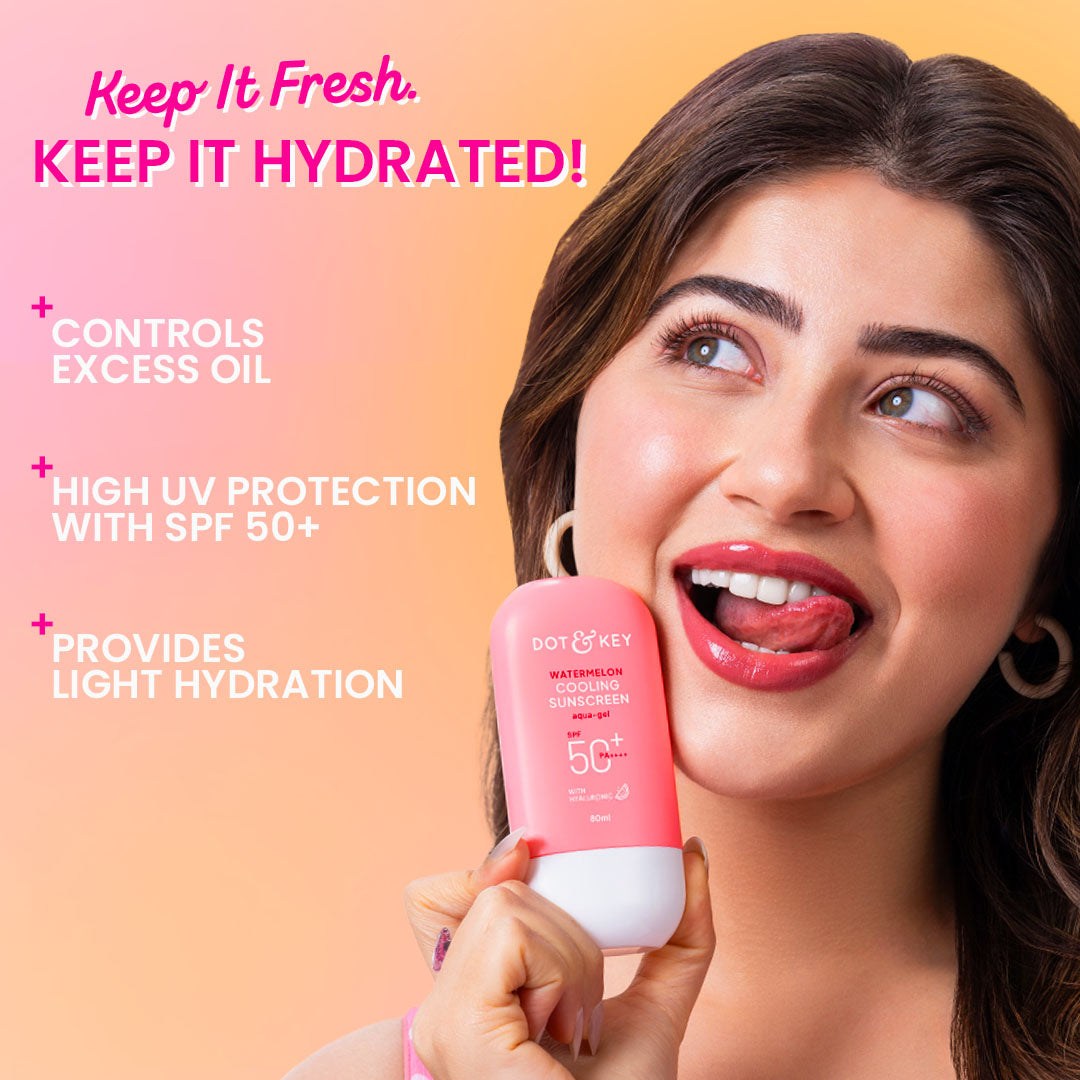 Keep It Fresh.
KEEP IT HYDRATED!
+
CONTROLS
EXCESS OIL
+
HIGH UV PROTECTION
WITH SPF 50+
+
PROVIDES
LIGHT HYDRATION
DOT & KEY
WATERMELON
COOLING
SUNSCREEN
aqua-gel
SPF
50+
PA++++
WITH
HYALURONIC
80ml